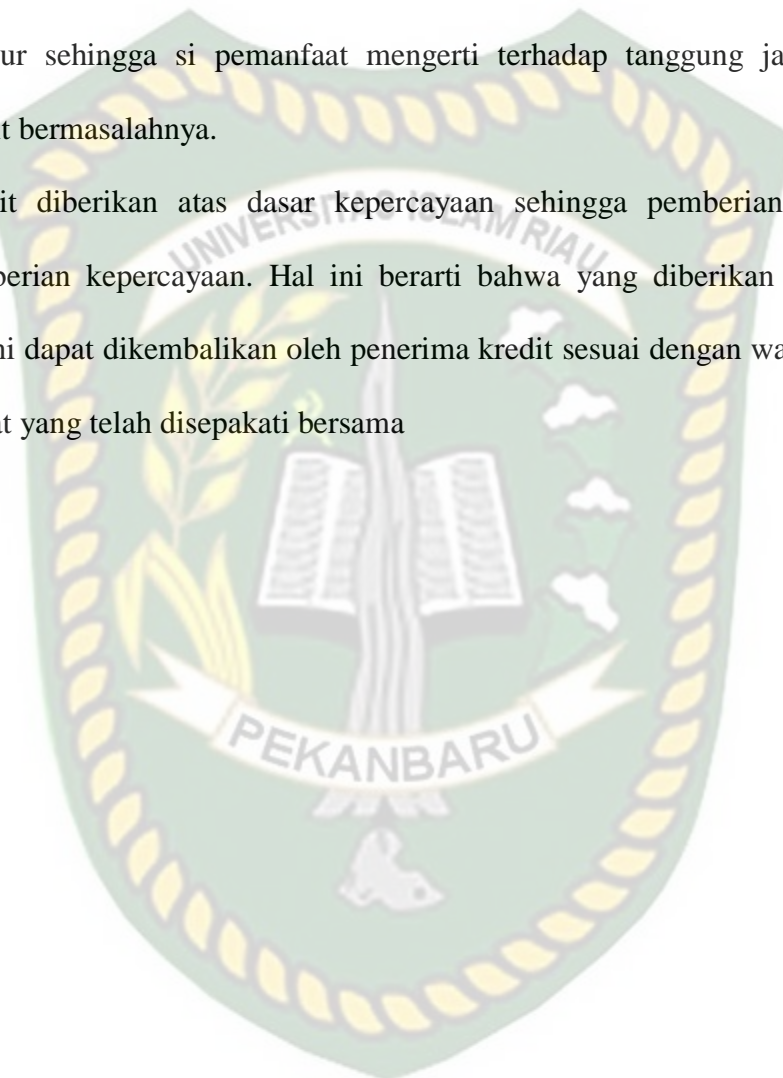 ur sehingga si pemanfaat mengerti terhadap tanggung ja
t bermasalahnya.
it diberikan atas dasar kepercayaan sehingga pemberian
berian kepercayaan. Hal ini berarti bahwa yang diberikan
ni dapat dikembalikan oleh penerima kredit sesuai dengan wa
at yang telah disepakati bersama
UNIVERSITAS ISLAM RIAU
PEKANBARU